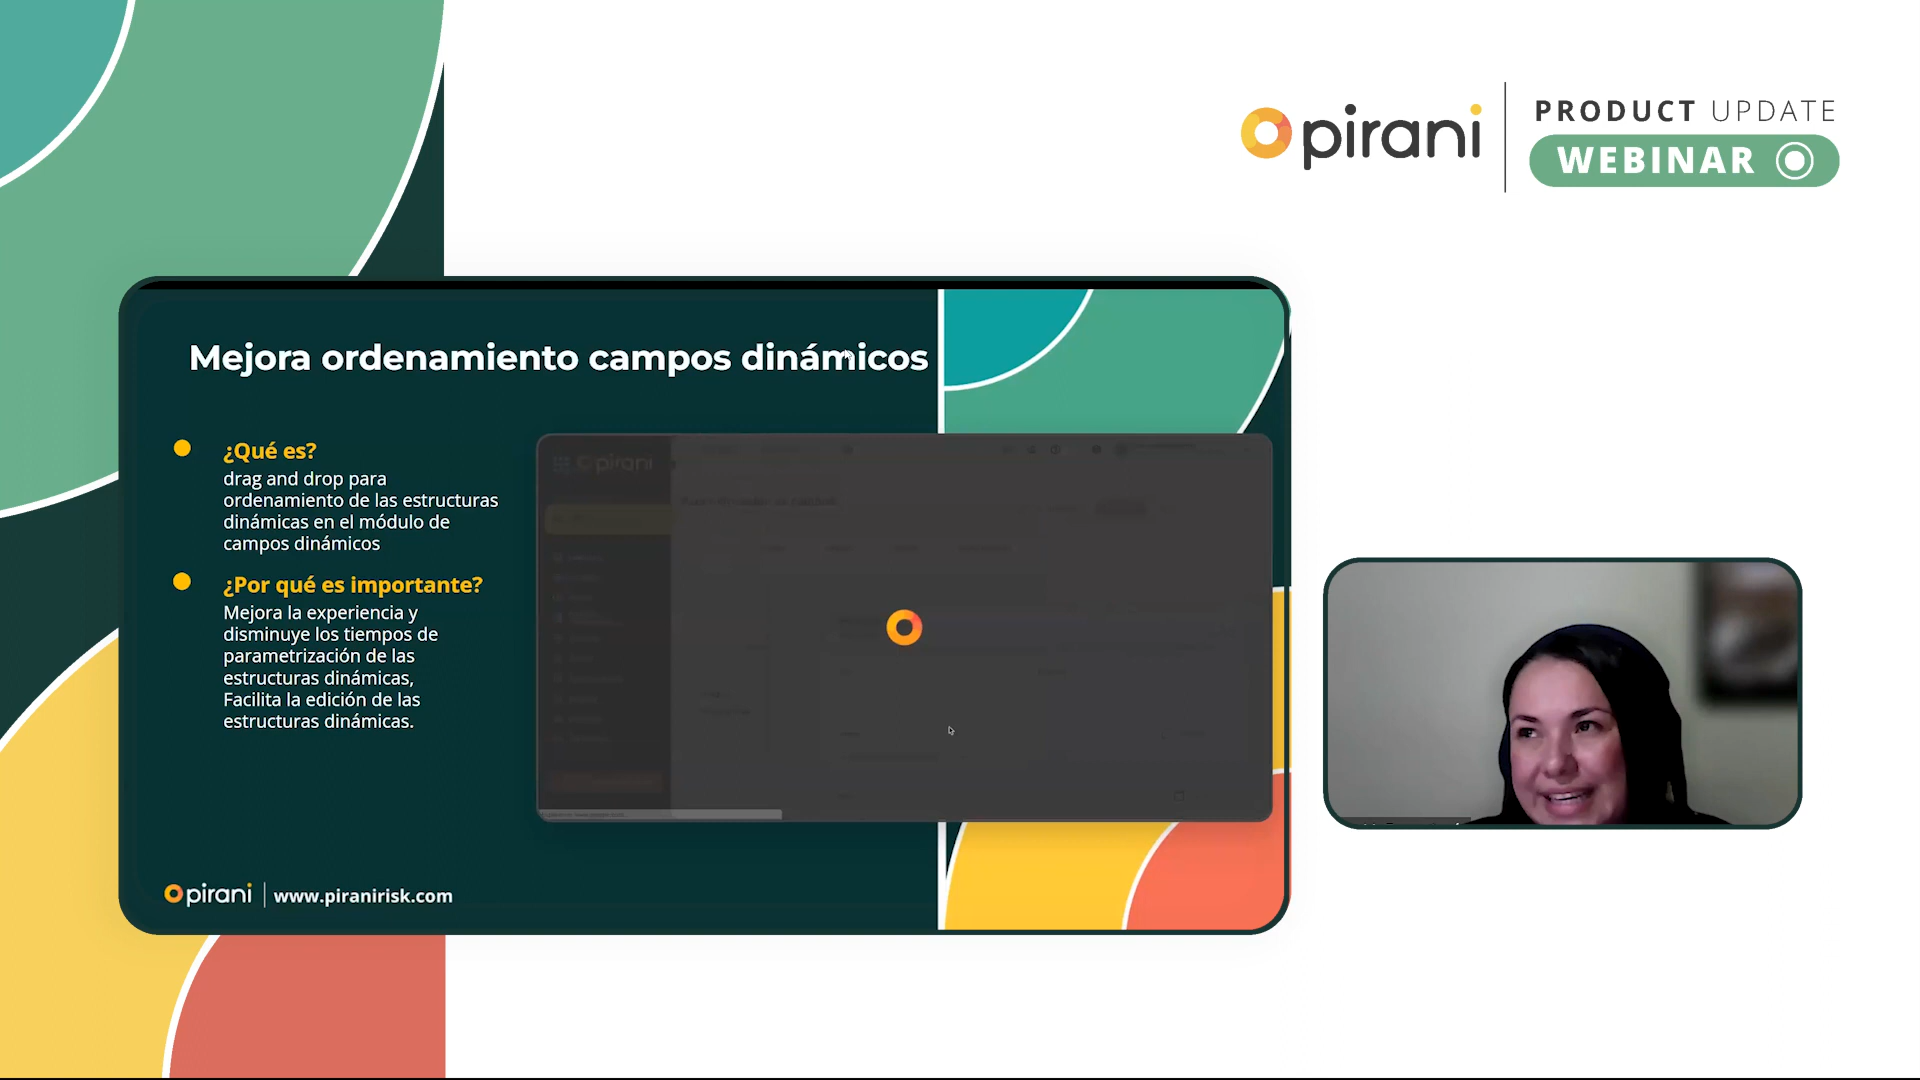 pirani
PRODUCT UPDATE
WEBINAR
Mejora ordenamiento campos dinámicos
¿Qué es?
drag and drop para
ordenamiento de las estructuras
dinámicas en el módulo de
campos dinámicos
¿Por qué es importante?
Mejora la experiencia y
disminuye los tiempos de
parametrización de las
estructuras dinámicas,
Facilita la edición de las
estructuras dinámicas.
pirani
pirani
www.piranirisk.com